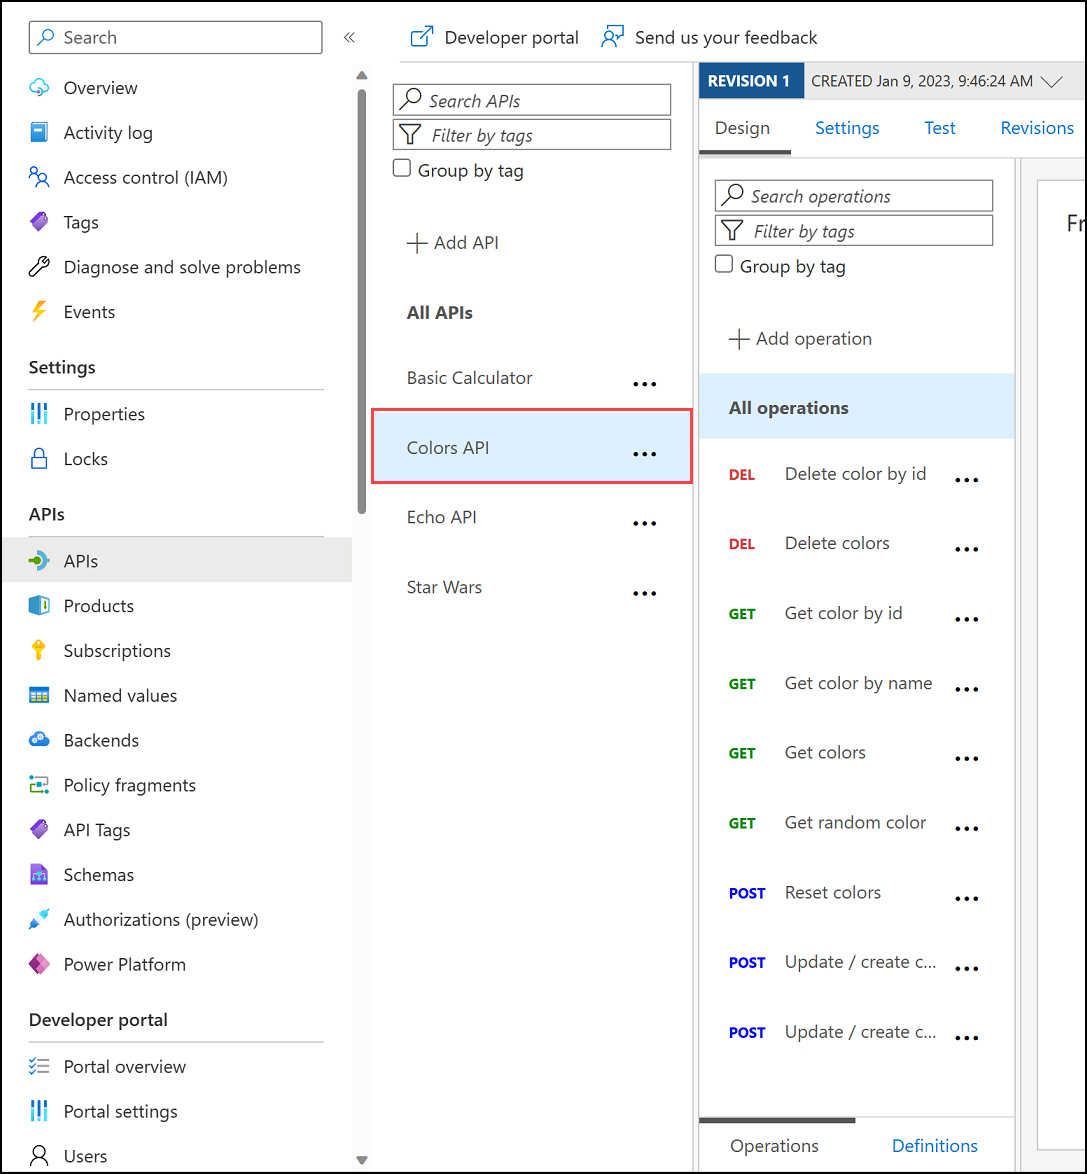 Search
Overview
Activity log
Access control (IAM)
Tags
Diagnose and solve problems
Events
Settings
Properties
Locks
APIs
APIs
Products
Subscriptions
Named values
Backends
Policy fragments
API Tags
Schemas
Authorizations (preview)
Power Platform
Developer portal
Portal overview
Portal settings
Users
Developer portal
Send us your feedback
Search APIs
Filter by tags
Group by tag
Add API
All APIs
Basic Calculator
Colors API
Echo API
Star Wars
REVISION 1 CREATED Jan 9, 2023, 9:46:24 AM
Design Settings Test Revisions
Search operations
Filter by tags
Group by tag
Add operation
All operations
DEL Delete color by id
DEL Delete colors
GET Get color by id
GET Get color by name
GET Get colors
GET Get random color
POST Reset colors
POST Update / create c...
POST Update / create c...
Operations Definitions